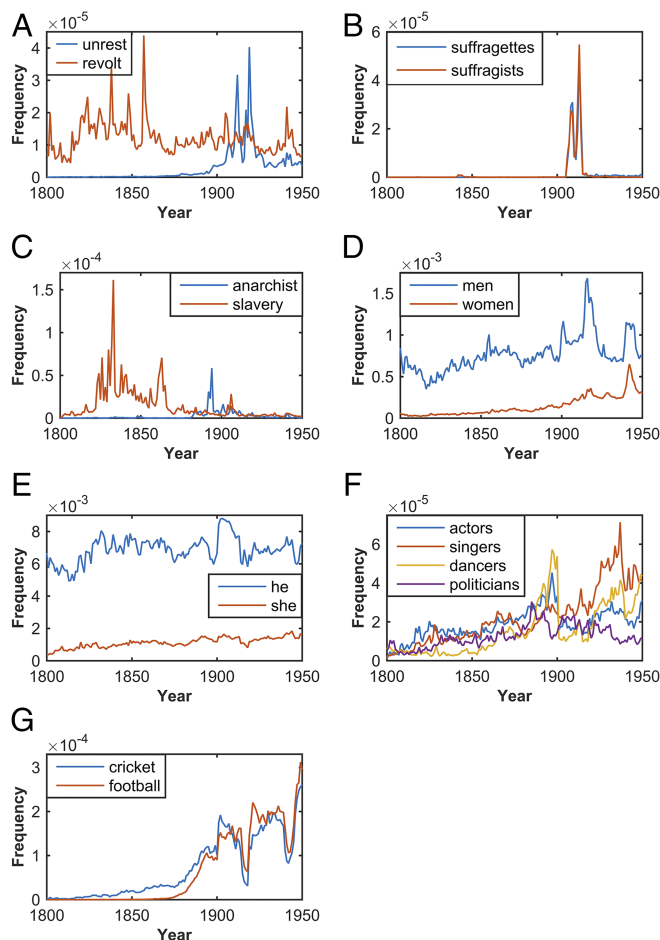 A
×10⁻⁵
4
3
2
1
0
Frequency
unrest
revolt
1800 1850 1900 1950
Year
B
×10⁻⁵
6
5
2
0
Frequency
suffragettes
suffragists
1800 1850 1900 1950
Year
C
×10⁻⁴
1.5
1
0.5
0
Frequency
anarchist
slavery
1800 1850 1900 1950
Year
D
×10⁻³
1.5
1
0.5
0
Frequency
men
women
1800 1850 1900 1950
Year
E
×10⁻³
8
6
4
2
0
Frequency
he
she
1800 1850 1900 1950
Year
F
×10⁻⁵
6
4
2
0
Frequency
actors
singers
dancers
politicians
1800 1850 1900 1950
Year
G
×10⁻⁴
3
2
1
0
Frequency
cricket
football
1800 1850 1900 1950
Year